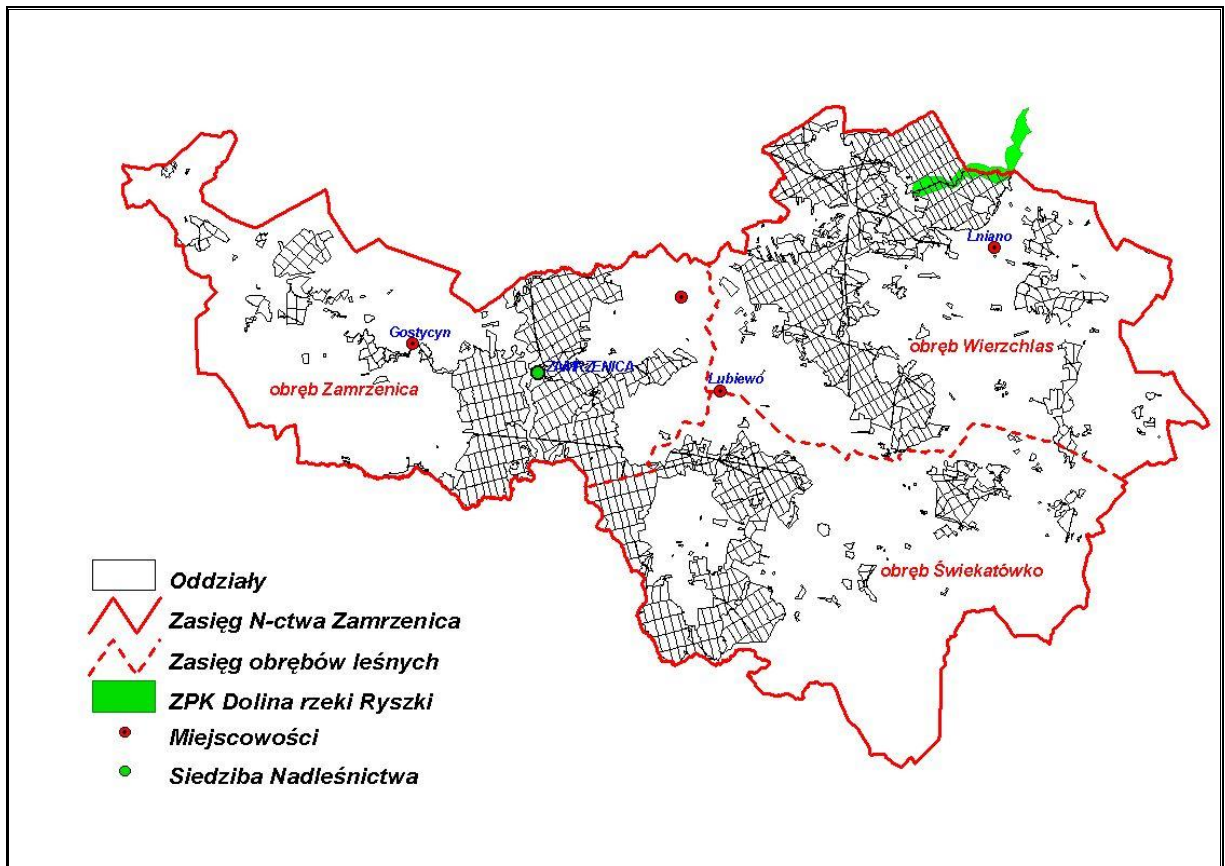 Lniano
Gostycyn
obręb Wierzchlas
ZAMRZENICA
obręb Zamrzenica
Lubiewo
obręb Świekatówko
Oddziały
Zasięg N-ctwa Zamrzenica
Zasięg obrębów leśnych
ZPK Dolina rzeki Ryszki
Miejscowości
Siedziba Nadleśnictwa